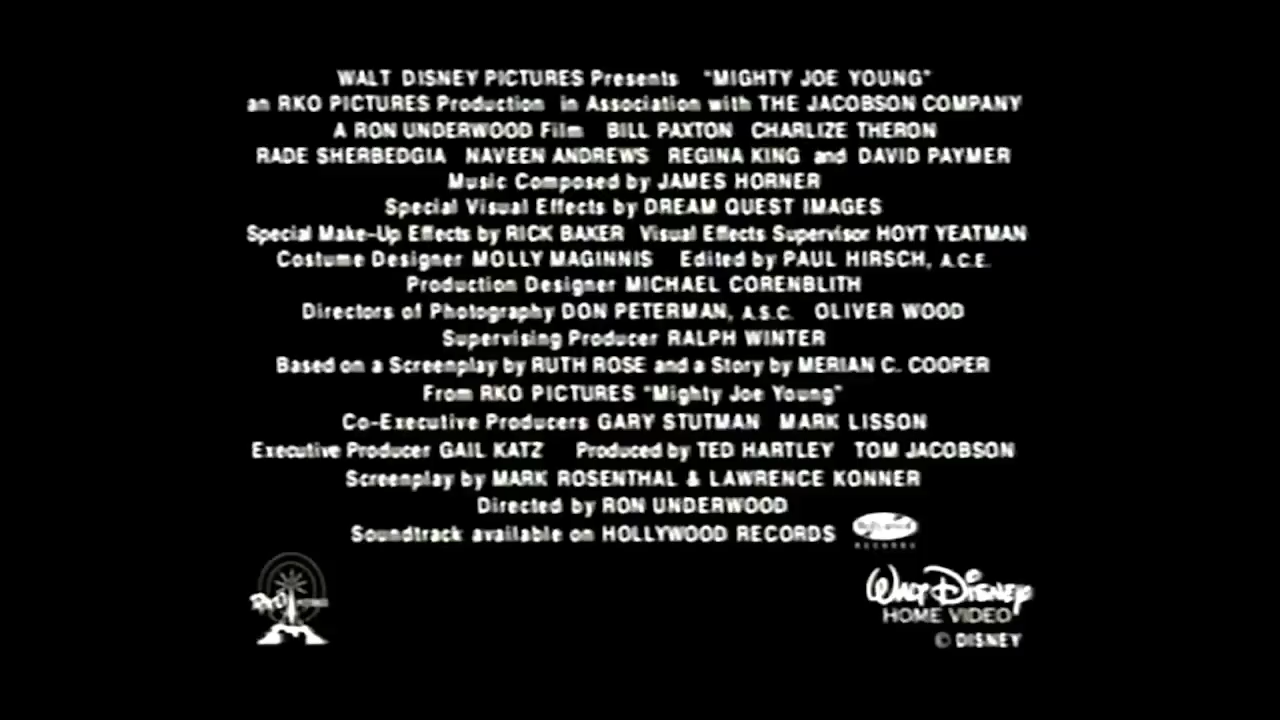 WALT DISNEY PICTURES Presents "MIGHTY JOE YOUNG"
an RKO PICTURES Production in Association with THE JACOBSON COMPANY
A RON UNDERWOOD Film BILL PAXTON CHARLIZE THERON
RADE SHERBEDGIA NAVEEN ANDREWS REGINA KING and DAVID PAYMER
Music Composed by JAMES HORNER
Special Visual Effects by DREAM QUEST IMAGES
Special Make-Up Effects by RICK BAKER Visual Effects Supervisor HOYT YEATMAN
Costume Designer MOLLY MAGINNIS Edited by PAUL HIRSCH, A.C.E.
Production Designer MICHAEL CORENBLITH
Directors of Photography DON PETERMAN, A.S.C. OLIVER WOOD
Supervising Producer RALPH WINTER
Based on a Screenplay by RUTH ROSE and a Story by MERIAN C. COOPER
From RKO PICTURES "Mighty Joe Young"
Co-Executive Producers GARY STUTMAN MARK LISSON
Executive Producer GAIL KATZ Produced by TED HARTLEY TOM JACOBSON
Screenplay by MARK ROSENTHAL & LAWRENCE KONNER
Directed by RON UNDERWOOD
Soundtrack available on HOLLYWOOD RECORDS
RECORDS
RKO
WALT DISNEY
HOME VIDEO
© DISNEY